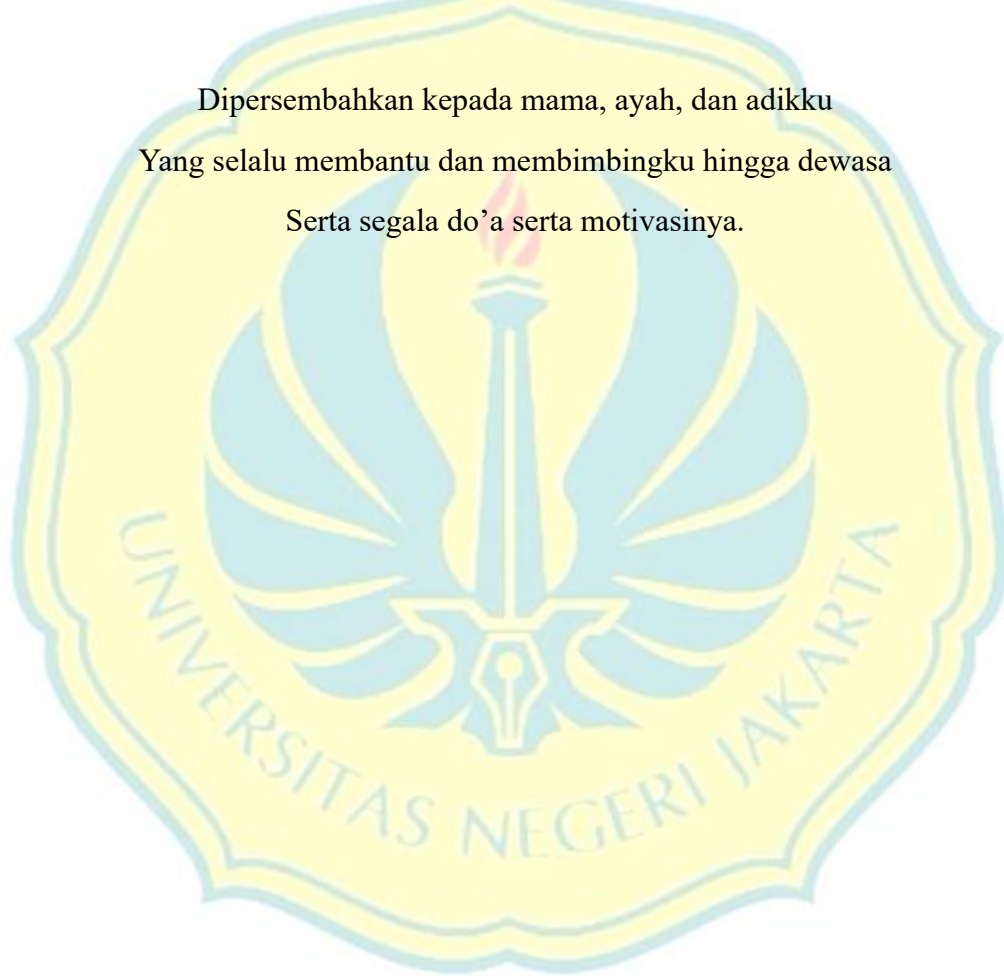 Dipersembahkan kepada mama, ayah, dan adikku
Yang selalu membantu dan membimbingku hingga dewasa
Serta segala do’a serta motivasinya.
UNIVERSITAS NEGERI JAKARTA